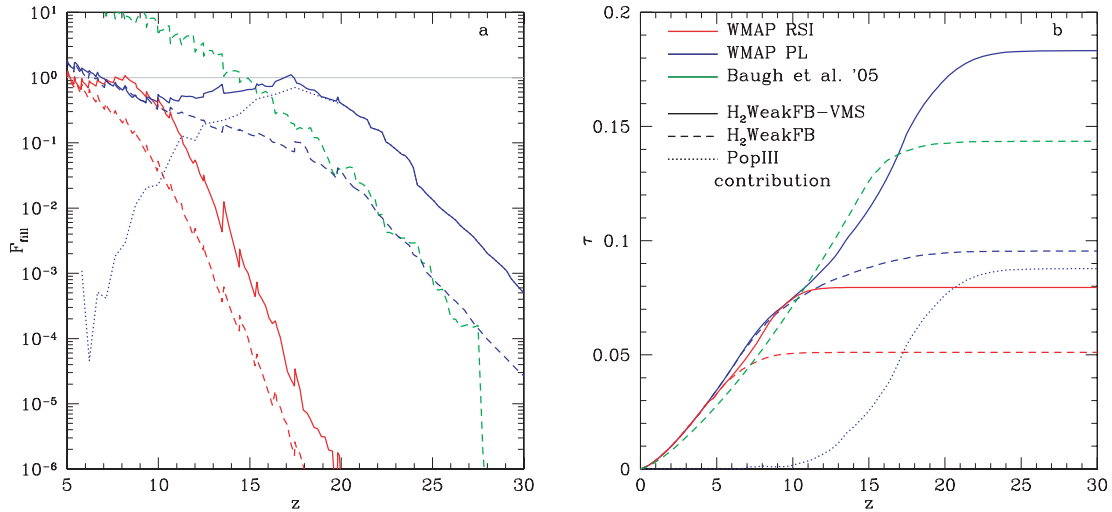 a
10¹
10⁰
10⁻¹
10⁻²
10⁻³
10⁻⁴
10⁻⁵
10⁻⁶
F_fill
5 10 15 20 25 30
z
b
WMAP RSI
WMAP PL
Baugh et al. '05
H₂WeakFB-VMS
H₂WeakFB
PopIII
contribution
0.2
0.15
0.1
0.05
0
τ
0 5 10 15 20 25 30
z